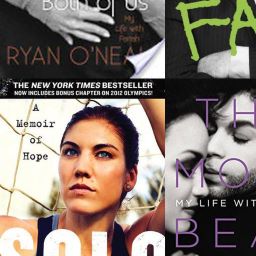 Both of Us
My
Life with
Farrah
RYAN O'NEAL
FA
THE NEW YORK TIMES BESTSELLER
NOW INCLUDES BONUS CHAPTER ON 2012 OLYMPICS!
A
Memoir
of
Hope
SOLO
TH
MO
MY LIFE WIT
BEA